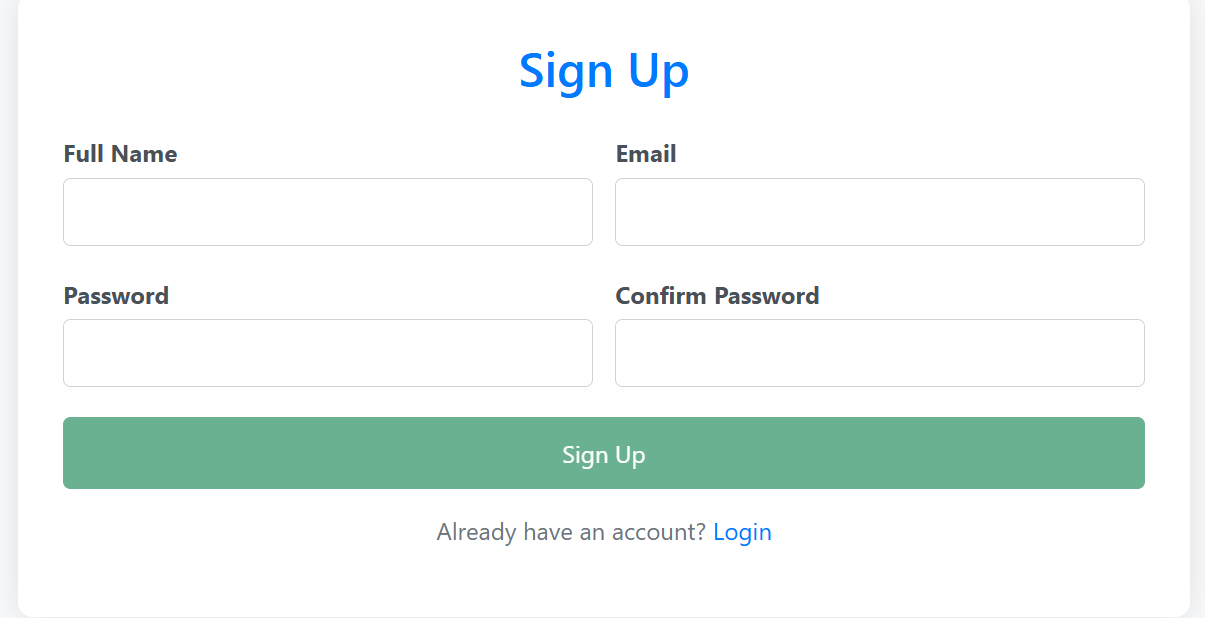 Sign Up
Full Name
Email
Password
Confirm Password
Sign Up
Already have an account? Login